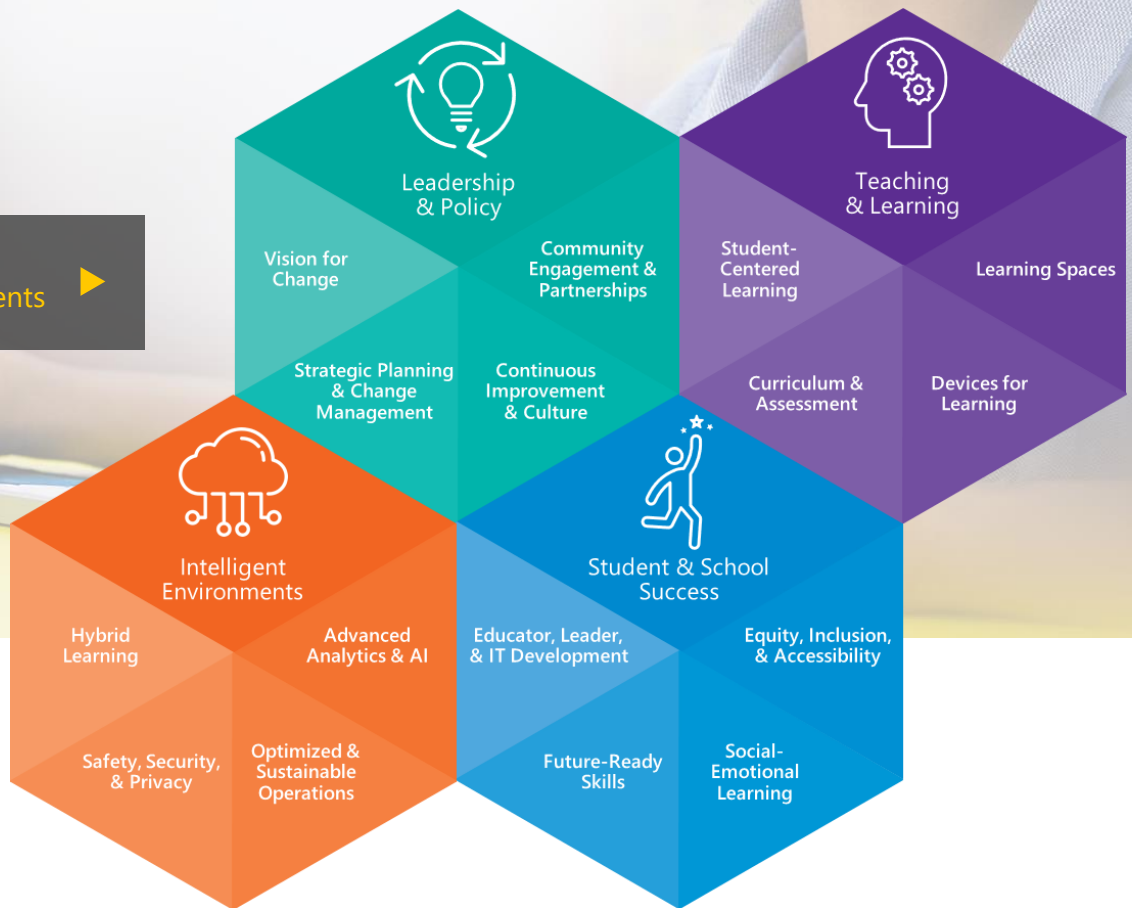 Leadership
& Policy
Vision for
Change
Community
Engagement &
Partnerships
Strategic Planning
& Change
Management
Continuous
Improvement
& Culture
Teaching
& Learning
Student-
Centered
Learning
Learning Spaces
Curriculum &
Assessment
Devices for
Learning
Intelligent
Environments
Hybrid
Learning
Advanced
Analytics & AI
Safety, Security,
& Privacy
Optimized &
Sustainable
Operations
Student & School
Success
Educator, Leader,
& IT Development
Equity, Inclusion,
& Accessibility
Future-Ready
Skills
Social-
Emotional
Learning